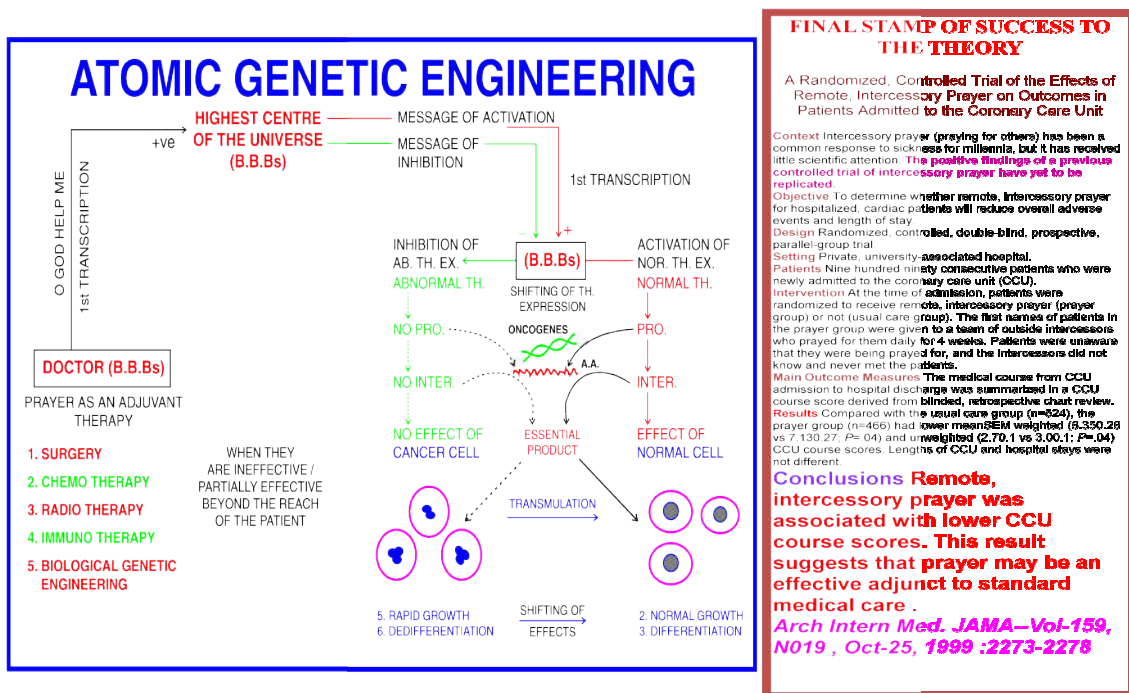 ATOMIC GENETIC ENGINEERING
HIGHEST CENTRE
OF THE UNIVERSE
(B.B.Bs)
+ve
MESSAGE OF ACTIVATION
MESSAGE OF
INHIBITION
1st TRANSCRIPTION
O GOD HELP ME
1st TRANSCRIPTION
– +
INHIBITION OF
AB. TH. EX.
ABNORMAL TH.
(B.B.Bs)
ACTIVATION OF
NOR. TH. EX.
NORMAL TH.
SHIFTING OF TH.
EXPRESSION
NO PRO.
ONCOGENES
PRO.
A.A.
NO INTER.
INTER.
DOCTOR (B.B.Bs)
PRAYER AS AN ADJUVANT
THERAPY
NO EFFECT OF
CANCER CELL
ESSENTIAL
PRODUCT
EFFECT OF
NORMAL CELL
1. SURGERY
2. CHEMO THERAPY
3. RADIO THERAPY
4. IMMUNO THERAPY
5. BIOLOGICAL GENETIC
ENGINEERING
WHEN THEY
ARE INEFFECTIVE /
PARTIALLY EFFECTIVE
BEYOND THE REACH
OF THE PATIENT
TRANSMULATION
5. RAPID GROWTH
6. DEDIFFERENTIATION
SHIFTING OF
EFFECTS
2. NORMAL GROWTH
3. DIFFERENTIATION
FINAL STAMP OF SUCCESS TO
THE THEORY
A Randomized, Controlled Trial of the Effects of
Remote, Intercessory Prayer on Outcomes in
Patients Admitted to the Coronary Care Unit
Context Intercessory prayer (praying for others) has been a
common response to sickness for millennia, but it has received
little scientific attention. The positive findings of a previous
controlled trial of intercessory prayer have yet to be
replicated.
Objective To determine whether remote, intercessory prayer
for hospitalized, cardiac patients will reduce overall adverse
events and length of stay.
Design Randomized, controlled, double-blind, prospective,
parallel-group trial.
Setting Private, university-associated hospital.
Patients Nine hundred ninety consecutive patients who were
newly admitted to the coronary care unit (CCU).
Intervention At the time of admission, patients were
randomized to receive remote, intercessory prayer (prayer
group) or not (usual care group). The first names of patients in
the prayer group were given to a team of outside intercessors
who prayed for them daily for 4 weeks. Patients were unaware
that they were being prayed for, and the intercessors did not
know and never met the patients.
Main Outcome Measures The medical course from CCU
admission to hospital discharge was summarized in a CCU
course score derived from blinded, retrospective chart review.
Results Compared with the usual care group (n=524), the
prayer group (n=466) had lower meanSEM weighted (6.350.26
vs 7.130.27; P=.04) and unweighted (2.70.1 vs 3.00.1; P=.04)
CCU course scores. Lengths of CCU and hospital stays were
not different.
Conclusions Remote,
intercessory prayer was
associated with lower CCU
course scores. This result
suggests that prayer may be an
effective adjunct to standard
medical care .
Arch Intern Med. JAMA–Vol-159,
N019 , Oct-25, 1999 :2273-2278